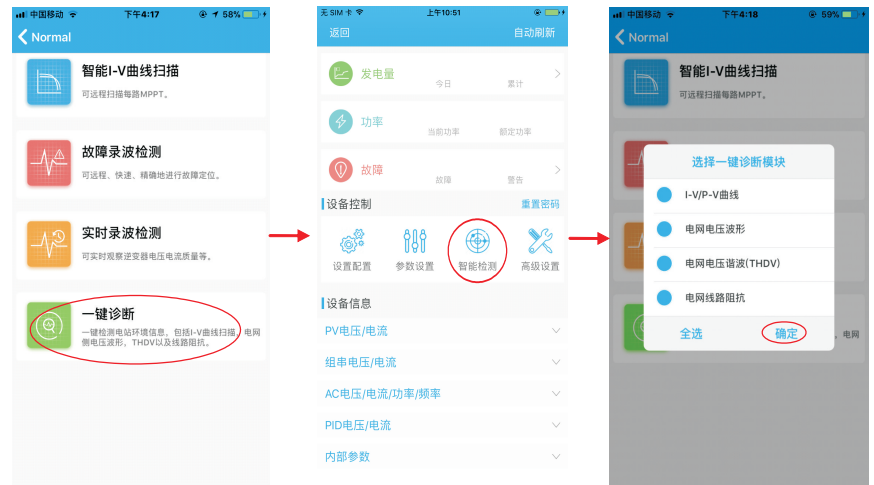 中国移动
下午4:17
58%
Normal
智能I-V曲线扫描
可远程扫描每路MPPT。
故障录波检测
可远程、快速、精确地进行故障定位。
实时录波检测
可实时观察逆变器电压电流质量等。
一键诊断
一键检测电站环境信息，包括I-V曲线扫描，电网
侧电压波形，THDV以及线路阻抗。
无 SIM 卡
上午10:51
返回
自动刷新
发电量
今日
累计
功率
当前功率
额定功率
故障
故障
警告
设备控制
重置密码
设置配置
参数设置
智能检测
高级设置
设备信息
PV电压/电流
组串电压/电流
AC电压/电流/功率/频率
PID电压/电流
内部参数
中国移动
下午4:18
59%
Normal
智能I-V曲线扫描
可远程扫描每路MPPT。
选择一键诊断模块
I-V/P-V曲线
电网电压波形
电网电压谐波(THDV)
电网线路阻抗
全选
确定
，电网